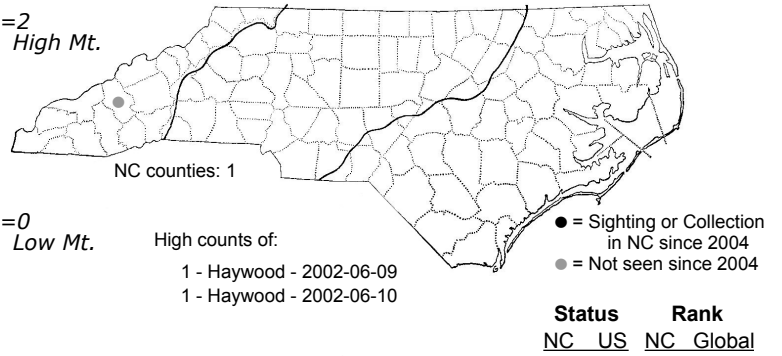 =2
High Mt.
NC counties: 1
=0
Low Mt.
High counts of:
1 - Haywood - 2002-06-09
1 - Haywood - 2002-06-10
= Sighting or Collection
in NC since 2004
= Not seen since 2004
Status Rank
NC US NC Global